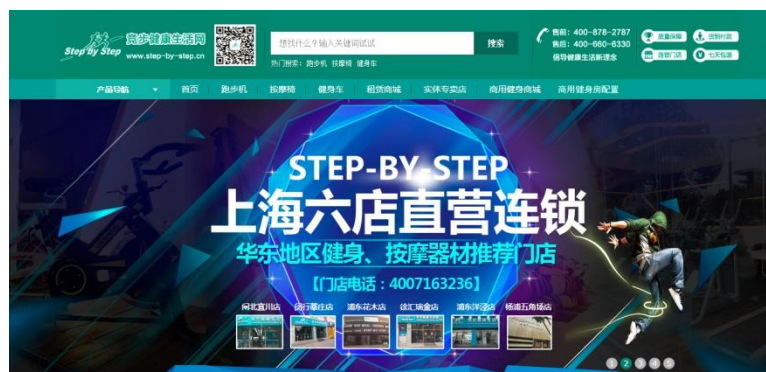 Step by Step
竞步健康生活网
www.step-by-step.cn
想找什么？输入关键词试试
搜索
热门搜索：跑步机 按摩椅 健身车
售前：400-878-2787
售后：400-660-6330
倡导健康生活新理念
质量保障
货到付款
连锁门店
七天包退
产品导航
首页 跑步机 按摩椅 健身车 租赁商城 实体专卖店 商用健身商城 商用健身房配置
STEP-BY-STEP
上海六店直营连锁
华东地区健身、按摩器材推荐门店
【门店电话：4007163236】
闸北宜川店 闵行莘庄店 浦东花木店 徐汇瑞金店 浦东洋泾店 杨浦五角场店
1 2 3 4 5